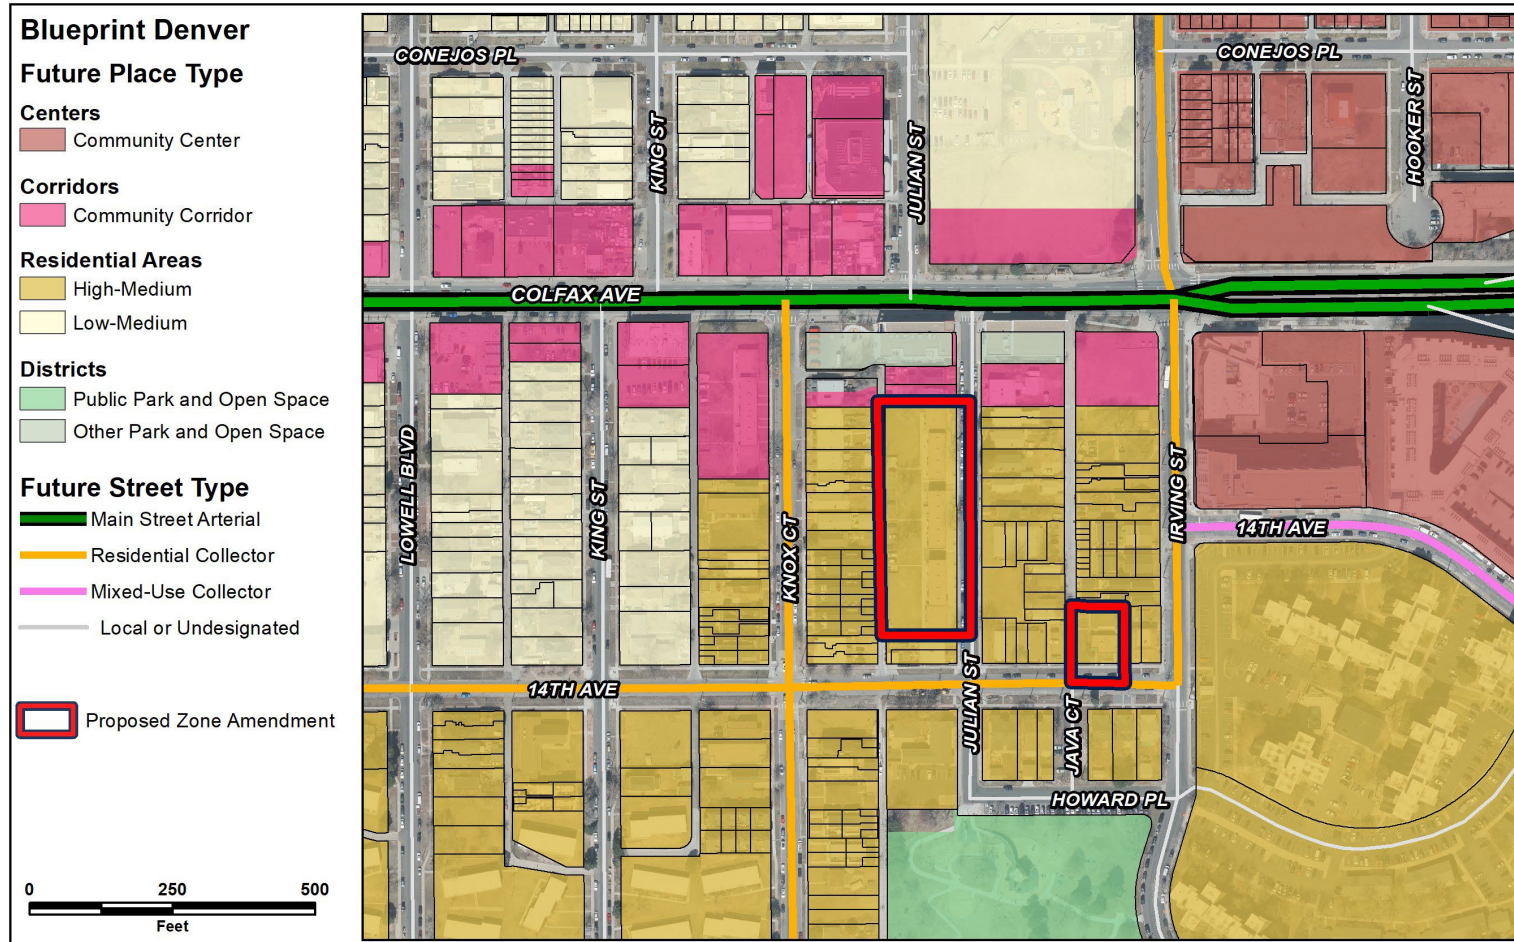 Blueprint Denver
Future Place Type
Centers
Community Center
Corridors
Community Corridor
Residential Areas
High-Medium
Low-Medium
Districts
Public Park and Open Space
Other Park and Open Space
Future Street Type
Main Street Arterial
Residential Collector
Mixed-Use Collector
Local or Undesignated
Proposed Zone Amendment
0 250 500
Feet
CONEJOS PL
CONEJOS PL
KING ST
JULIAN ST
HOOKER ST
COLFAX AVE
LOWELL BLVD
KING ST
KNOX CT
IRVING ST
14TH AVE
14TH AVE
JULIAN ST
JAVA CT
HOWARD PL